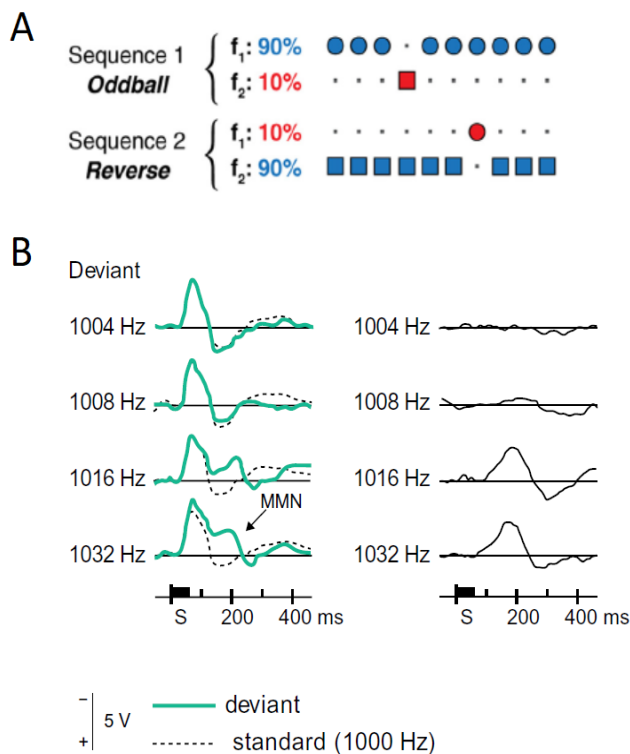 A
Sequence 1
Oddball
f1: 90%
f2: 10%
Sequence 2
Reverse
f1: 10%
f2: 90%
B
Deviant
1004 Hz
1008 Hz
1016 Hz
MMN
1032 Hz
S 200 400 ms
1004 Hz
1008 Hz
1016 Hz
1032 Hz
S 200 400 ms
−
5 V
+
deviant
standard (1000 Hz)